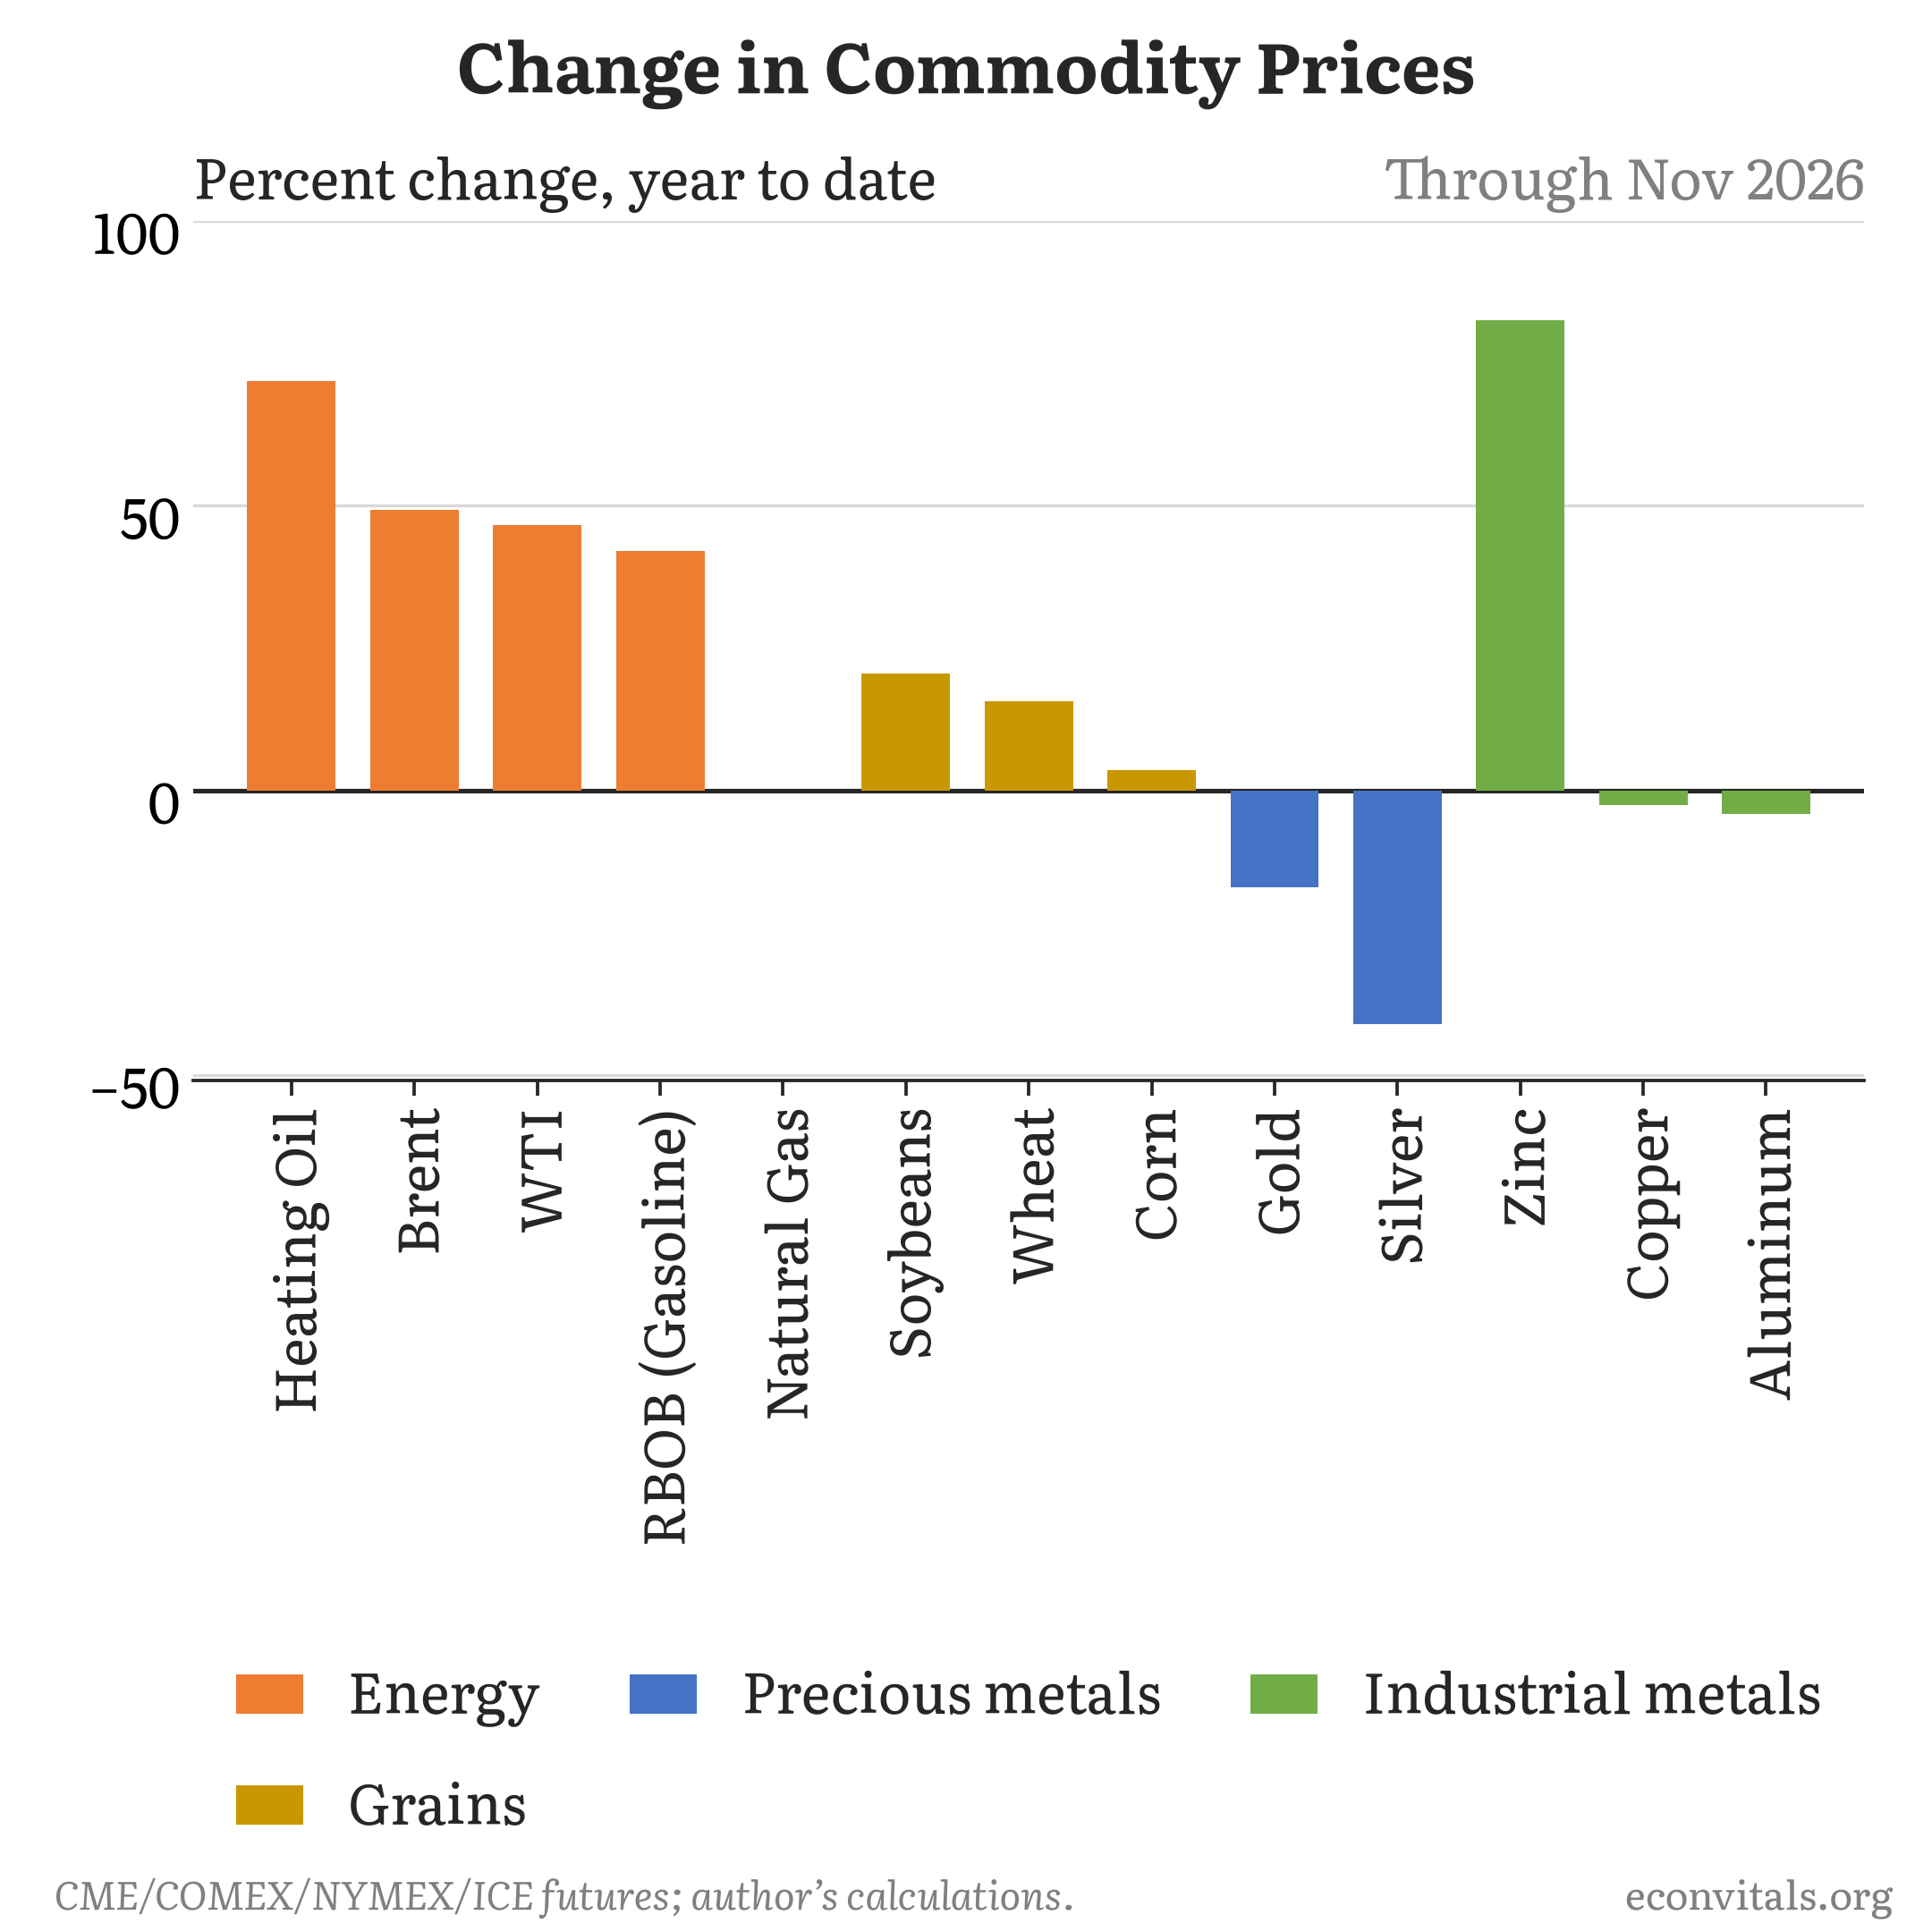 Change in Commodity Prices
Percent change, year to date
Through Nov 2026
100
50
0
−50
Heating Oil
Brent
WTI
RBOB (Gasoline)
Natural Gas
Soybeans
Wheat
Corn
Gold
Silver
Zinc
Copper
Aluminum
Energy
Precious metals
Industrial metals
Grains
CME/COMEX/NYMEX/ICE futures; author’s calculations.
econvitals.org